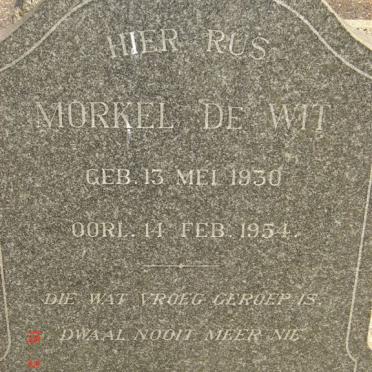 HIER RUS
MORKEL DE WIT
GEB. 13 MEI 1930
OORL. 14 FEB. 1954.
DIE WAT VROEG GEROEP IS,
DWAAL NOOIT MEER NIE